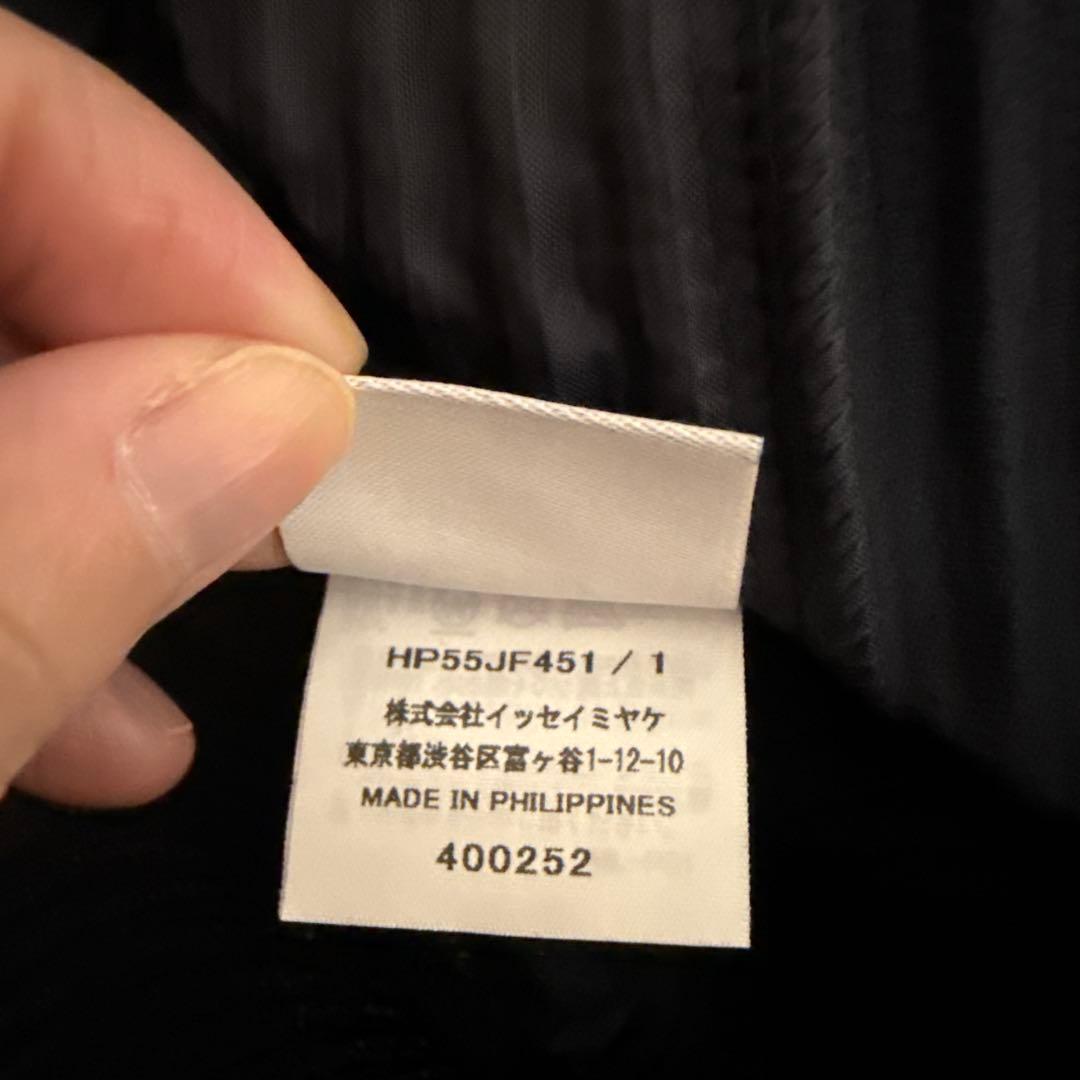 HP55JF451 / 1
株式会社イッセイミヤケ
東京都渋谷区富ヶ谷1-12-10
MADE IN PHILIPPINES
400252